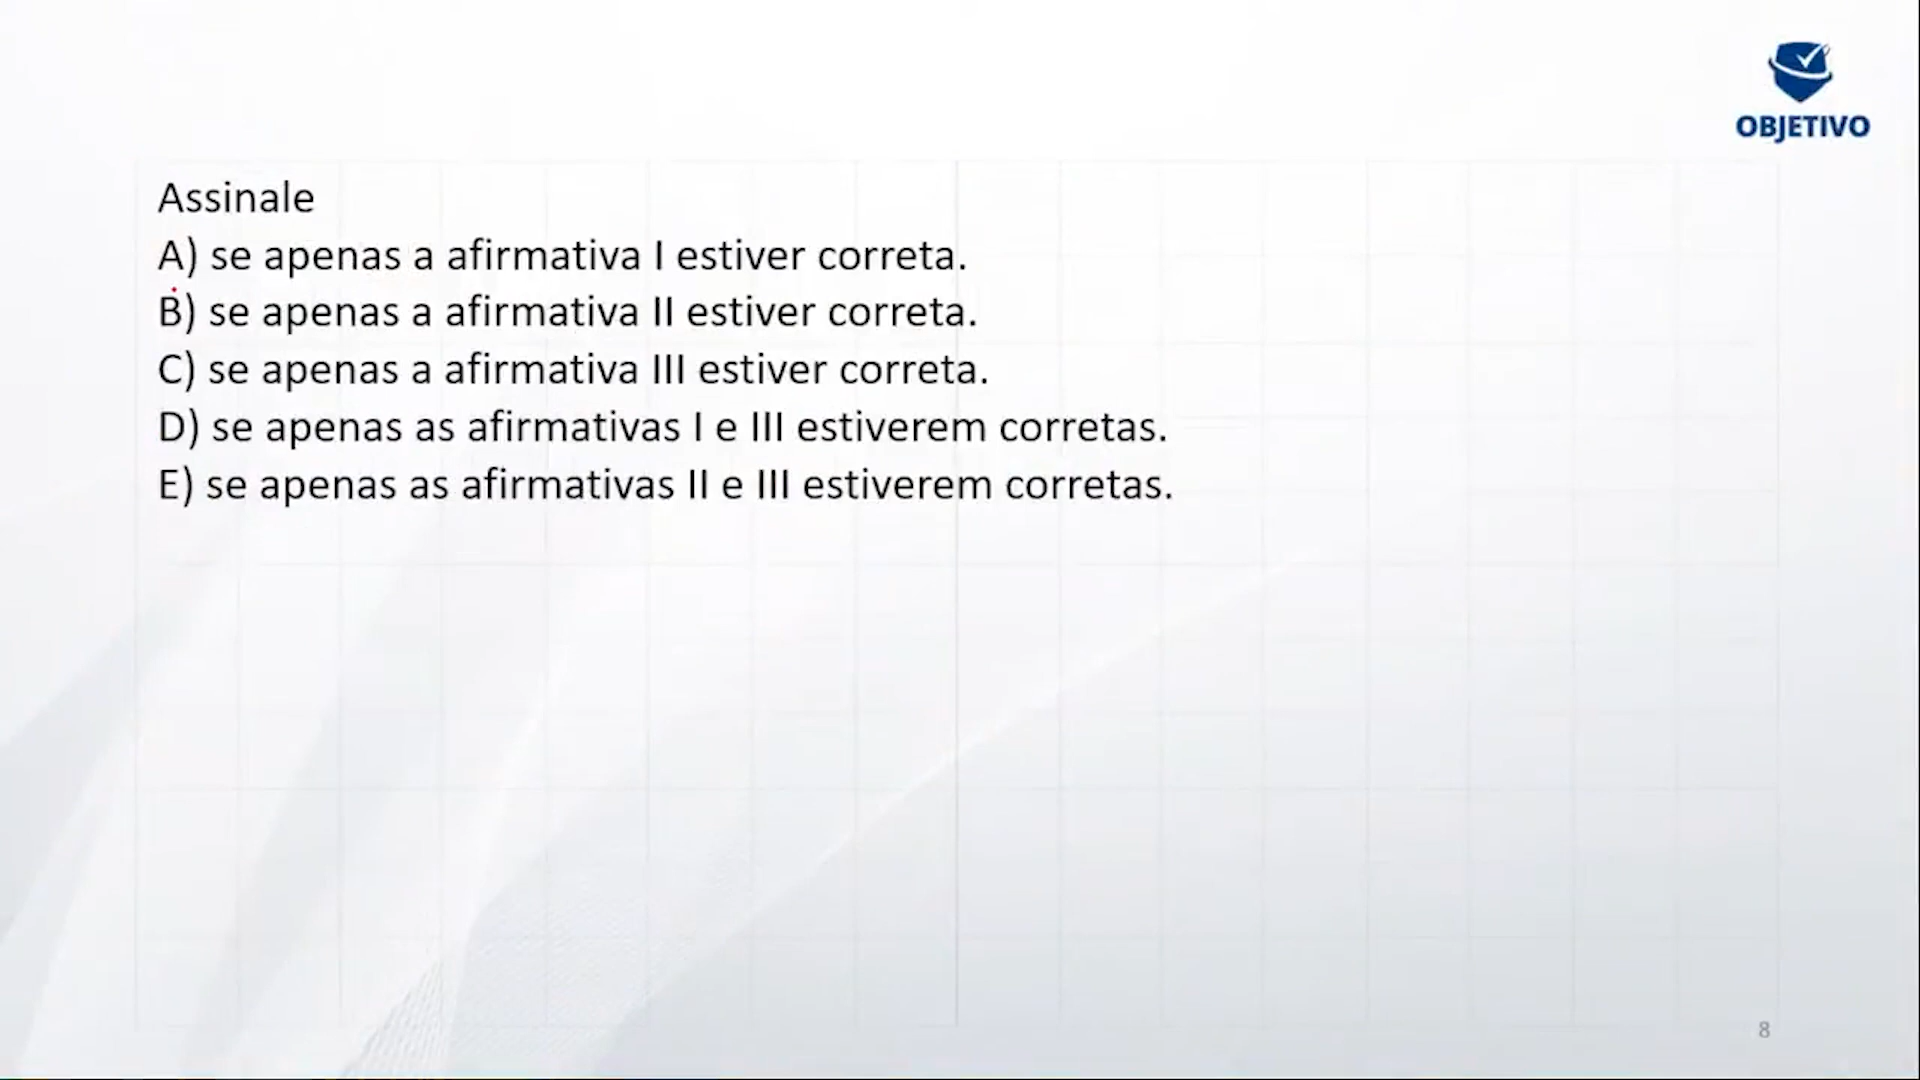 OBJETIVO
Assinale
A) se apenas a afirmativa I estiver correta.
B) se apenas a afirmativa II estiver correta.
C) se apenas a afirmativa III estiver correta.
D) se apenas as afirmativas I e III estiverem corretas.
E) se apenas as afirmativas II e III estiverem corretas.
8